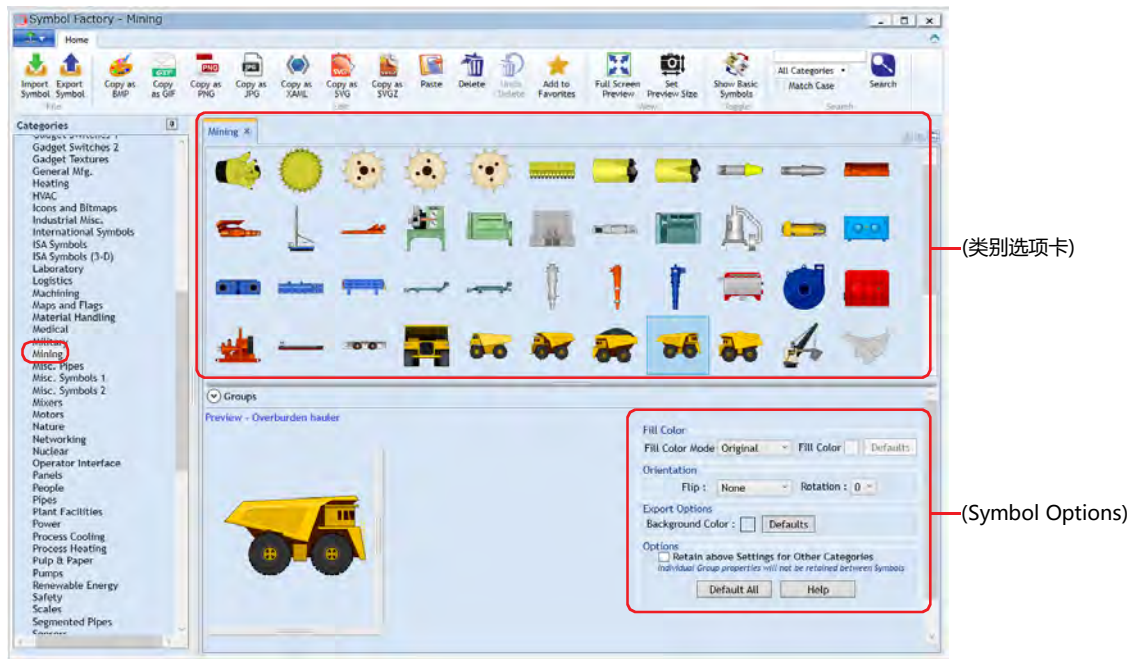 Symbol Factory - Mining
Home
Import Symbol
Export Symbol
Copy as BMP
Copy as GIF
Copy as PNG
Copy as JPG
Copy as XAML
Copy as SVG
Copy as SVGZ
Paste
Delete
Undo Delete
Add to Favorites
Full Screen Preview
Set Preview Size
Show Basic Symbols
All Categories
Match Case
Search
File
Edit
View
Toggle
Search
Categories
Gadget Switches 1
Gadget Switches 2
Gadget Textures
General Mfg.
Heating
HVAC
Icons and Bitmaps
Industrial Misc.
International Symbols
ISA Symbols
ISA Symbols (3-D)
Laboratory
Logistics
Machining
Maps and Flags
Material Handling
Medical
Military
Mining
Misc. Pipes
Misc. Symbols 1
Misc. Symbols 2
Mixers
Motors
Nature
Networking
Nuclear
Operator Interface
Panels
People
Pipes
Plant Facilities
Power
Process Cooling
Process Heating
Pulp & Paper
Pumps
Renewable Energy
Safety
Scales
Segmented Pipes
Sensors
Mining
(类别选项卡)
Groups
Preview - Overburden hauler
Fill Color
Fill Color Mode Original Fill Color Defaults
Orientation
Flip : None Rotation : 0
Export Options
Background Color : Defaults
Options
Retain above Settings for Other Categories
Individual Group properties will not be retained between Symbols
Default All Help
(Symbol Options)